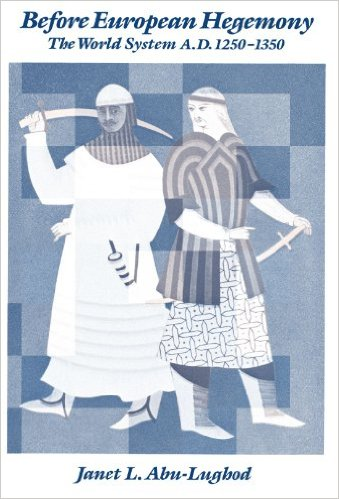 Before European Hegemony
The World System A.D. 1250–1350
Janet L. Abu-Lughod